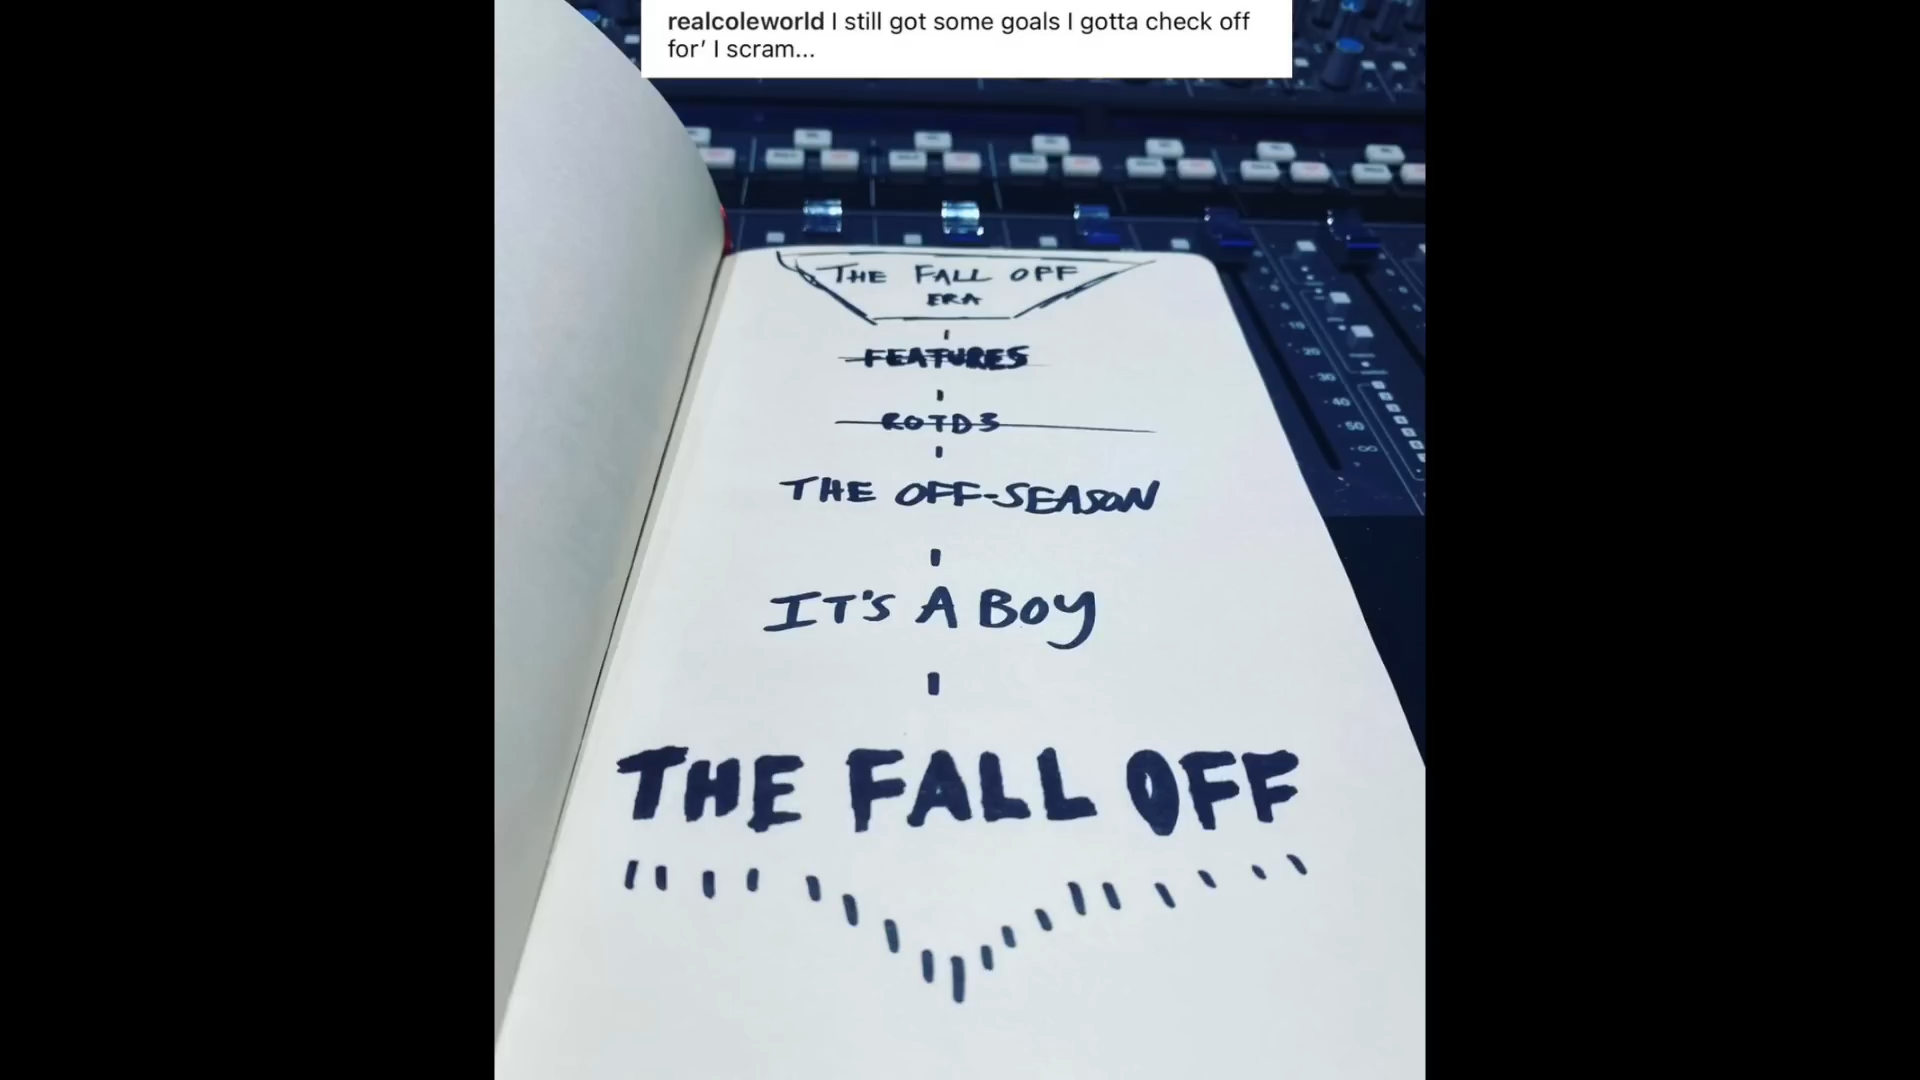 realcoleworld I still got some goals I gotta check off
for' I scram...
THE FALL OFF
ERA
FEATURES
ROTD3
THE OFF-SEASON
IT'S A BOY
THE FALL OFF